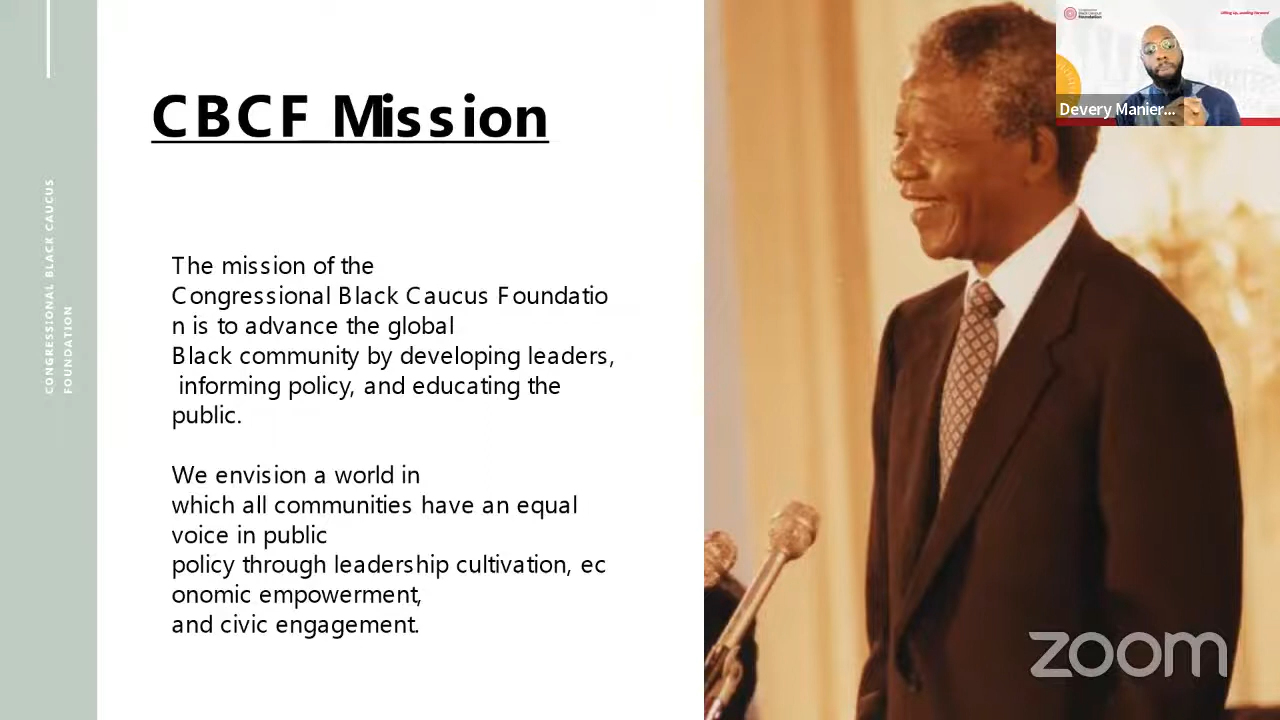 CONGRESSIONAL BLACK CAUCUS
FOUNDATION
CBCF Mission
The mission of the
Congressional Black Caucus Foundatio
n is to advance the global
Black community by developing leaders,
informing policy, and educating the
public.
We envision a world in
which all communities have an equal
voice in public
policy through leadership cultivation, ec
onomic empowerment,
and civic engagement.
Devery Manier...
zoom